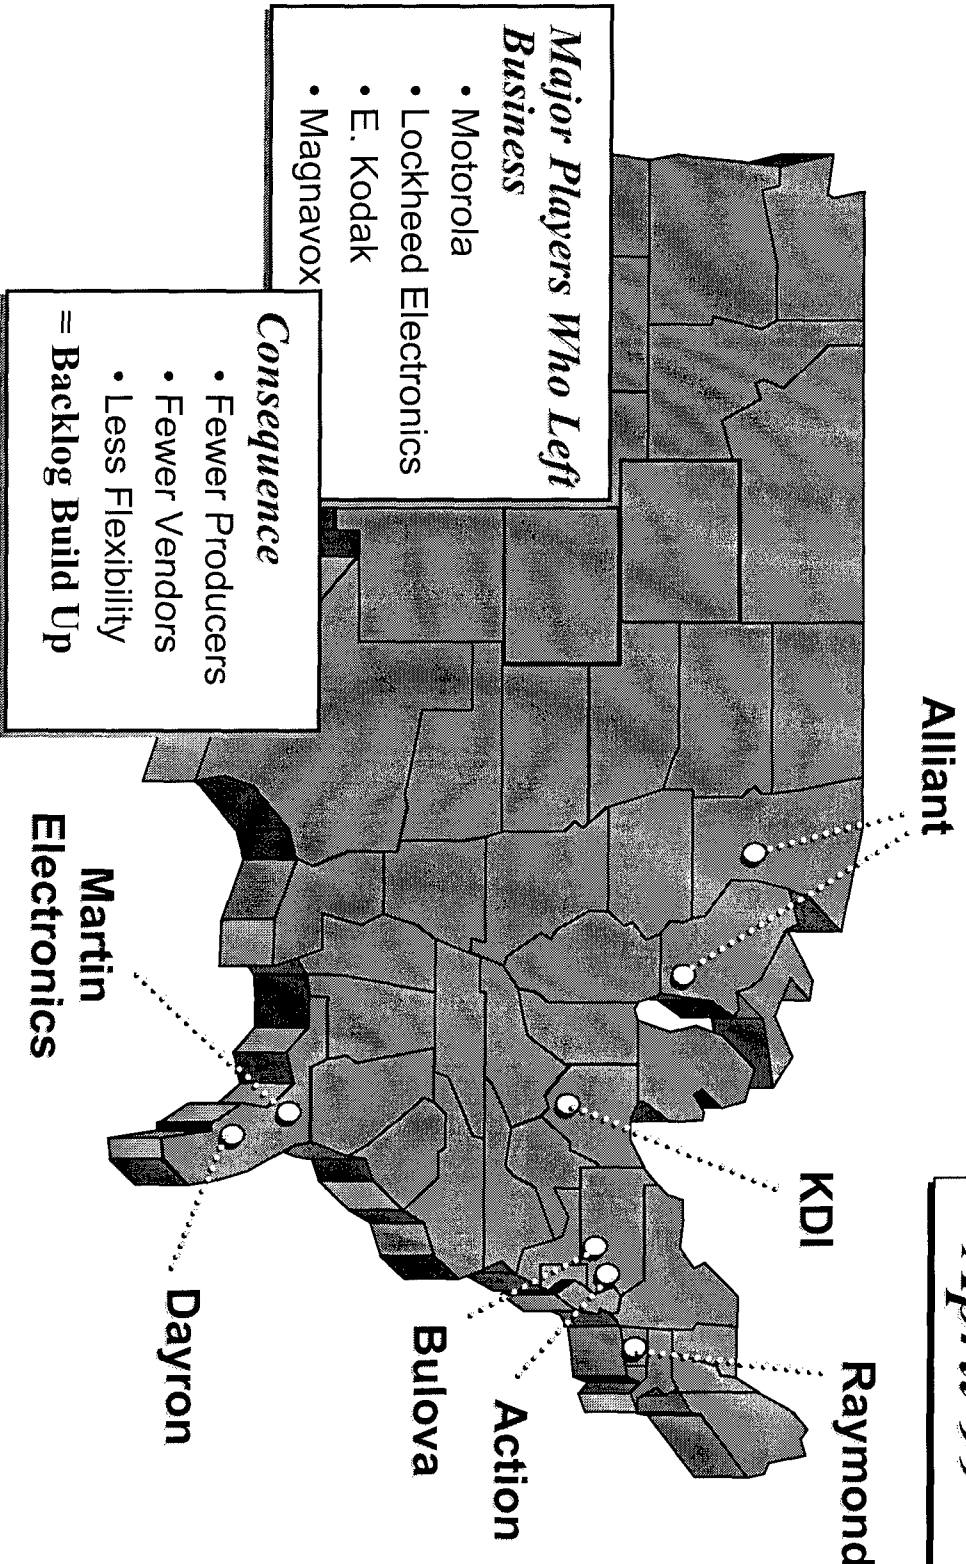 Alliant
KDI
Raymond
Major Players Who Left
Business
• Motorola
• Lockheed Electronics
• E. Kodak
• Magnavox
Action
Bulova
Consequence
• Fewer Producers
• Fewer Vendors
• Less Flexibility
= Backlog Build Up
Dayron
Martin
Electronics